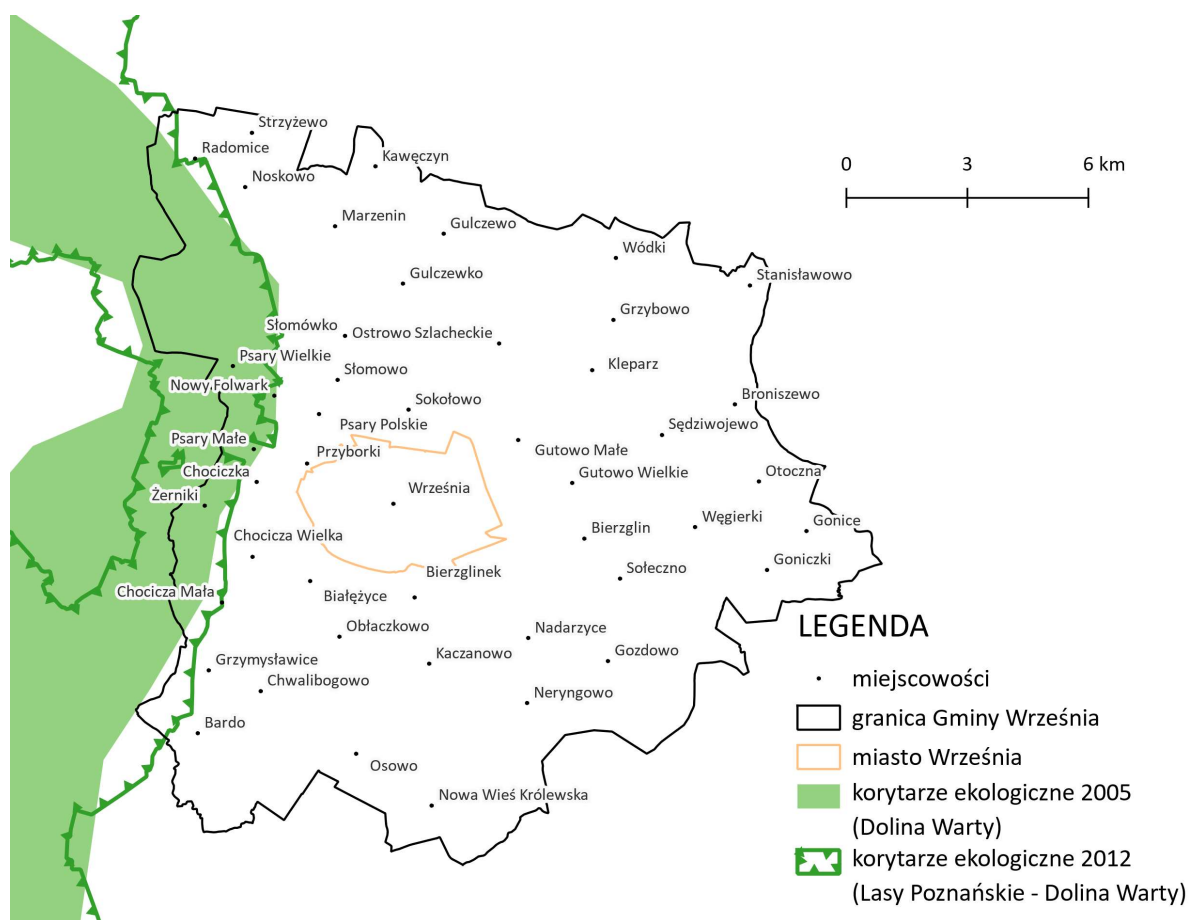 Strzyżewo
Radomice
Kawęczyn
Noskowo
0 3 6 km
Marzenin
Gulczewo
Wódki
Stanisławowo
Gulczewko
Grzybowo
Słomówko
Ostrowo Szlacheckie
Psary Wielkie
Słomowo
Kleparz
Nowy Folwark
Sokołowo
Broniszewo
Psary Polskie
Sędziwojewo
Psary Małe
Przyborki
Gutowo Małe
Chociczka
Gutowo Wielkie
Otoczna
Żerniki
Września
Węgierki
Gonice
Chocicza Wielka
Bierzglin
Bierzglinek
Sołeczno
Goniczki
Chocicza Mała
Białężyce
Obłaczkowo
Nadarzyce
LEGENDA
Grzymysławice
Kaczanowo
Gozdowo
Chwalibogowo
miejscowości
Neryngowo
Bardo
granica Gminy Września
Osowo
miasto Września
Nowa Wieś Królewska
korytarze ekologiczne 2005
(Dolina Warty)
korytarze ekologiczne 2012
(Lasy Poznańskie - Dolina Warty)